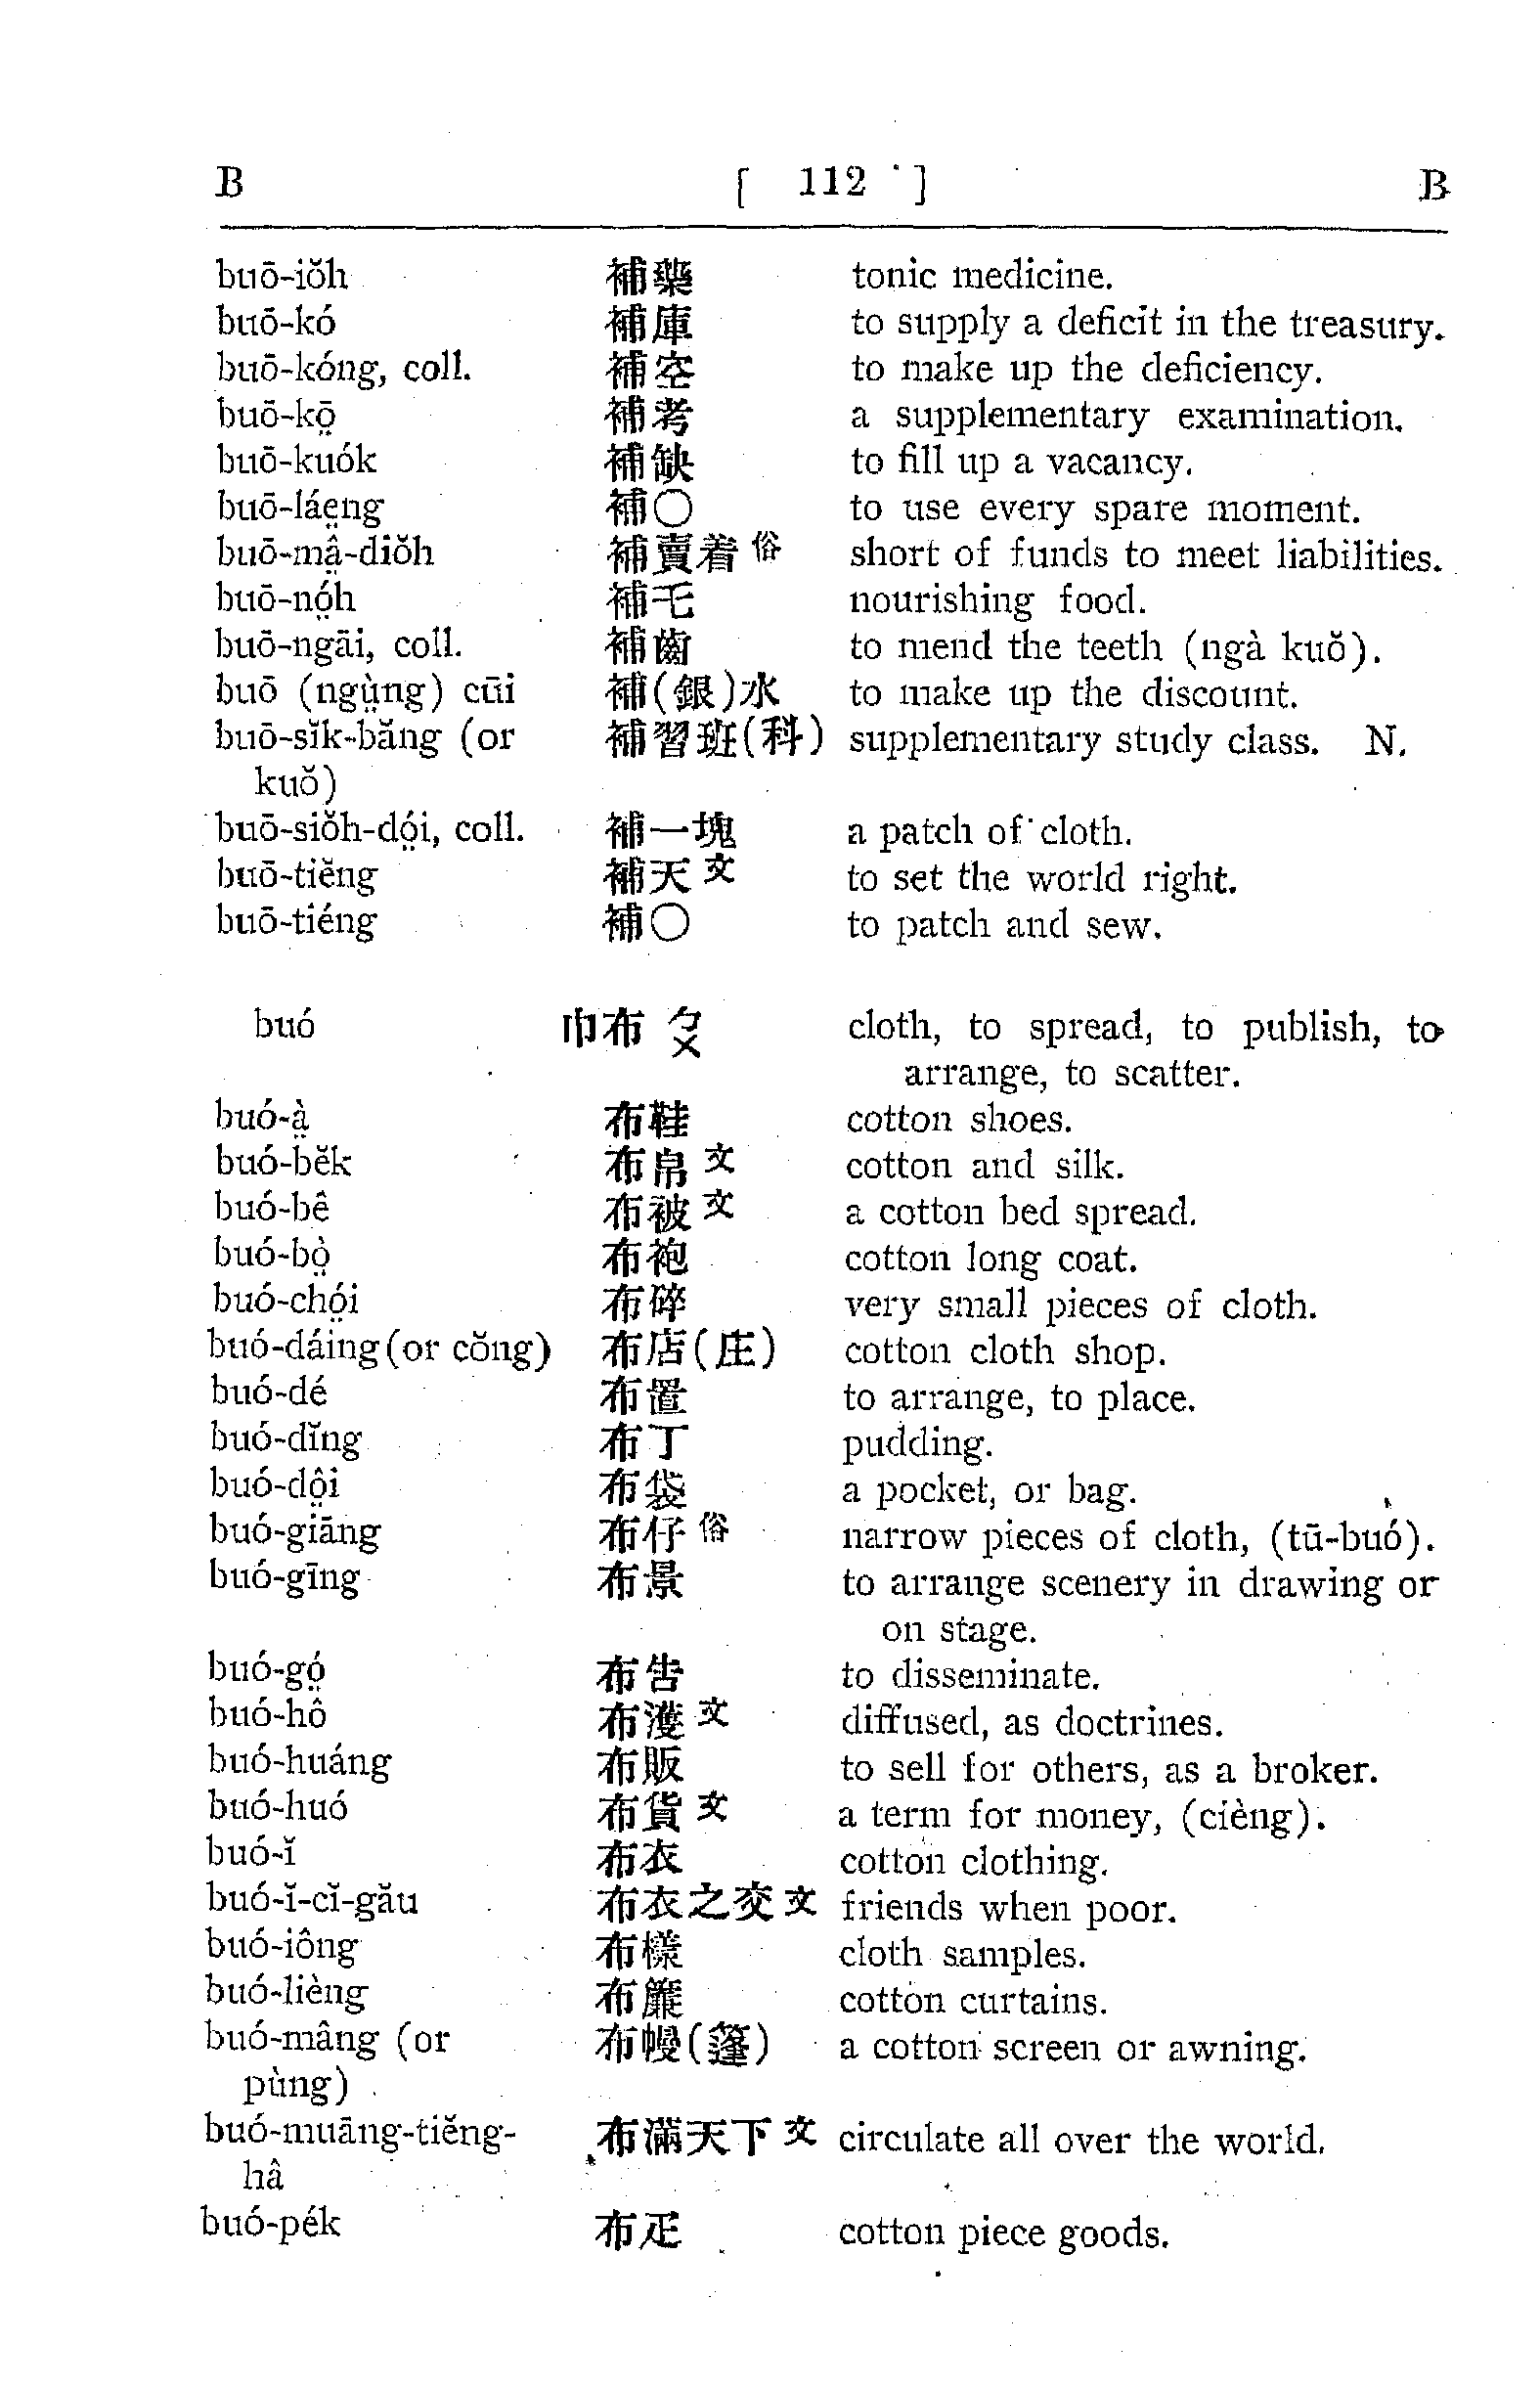 B [ 112 ] B
buō-iŏh 補藥 tonic medicine.
buō-kó 補庫 to supply a deficit in the treasury.
buō-kóng, coll. 補空 to make up the deficiency.
buō-kō̤ 補考 a supplementary examination.
buō-kuók 補缺 to fill up a vacancy.
buō-láe̤ng 補〇 to use every spare moment.
buō-mâ̤-diŏh 補賣着俗 short of funds to meet liabilities.
buō-nó̤h 補乇 nourishing food.
buō-ngāi, coll. 補齒 to mend the teeth (ngà kuŏ).
buō (ngṳ̀ng) cūi 補(銀)水 to make up the discount.
buō-sĭk-băng (or 補習班(科) supplementary study class. N.
kuŏ)
buō-siŏh-dó̤i, coll. 補一塊 a patch of cloth.
buō-tiĕng 補天文 to set the world right.
buō-tiéng 補〇 to patch and sew.
buó 巾布 ㄅㄨ cloth, to spread, to publish, to
arrange, to scatter.
buó-à̤ 布鞋 cotton shoes.
buó-bĕk 布帛文 cotton and silk.
buó-bê 布被文 a cotton bed spread.
buó-bò̤ 布袍 cotton long coat.
buó-chó̤i 布碎 very small pieces of cloth.
buó-dáing (or cŏng) 布店(庄) cotton cloth shop.
buó-dé 布置 to arrange, to place.
buó-dĭng 布丁 pudding.
buó-dô̤i 布袋 a pocket, or bag.
buó-giāng 布仔俗 narrow pieces of cloth, (tū-buó).
buó-gīng 布景 to arrange scenery in drawing or
on stage.
buó-gó̤ 布告 to disseminate.
buó-hô 布濩文 diffused, as doctrines.
buó-huáng 布販 to sell for others, as a broker.
buó-huó 布貨文 a term for money, (cièng).
buó-ĭ 布衣 cotton clothing.
buó-ĭ-cĭ-gău 布衣之交文 friends when poor.
buó-iông 布樣 cloth samples.
buó-lièng 布簾 cotton curtains.
buó-mâng (or 布幔(篷) a cotton screen or awning.
pùng)
buó-muāng-tiĕng- 布滿天下文 circulate all over the world.
hâ
buó-pék 布疋 cotton piece goods.